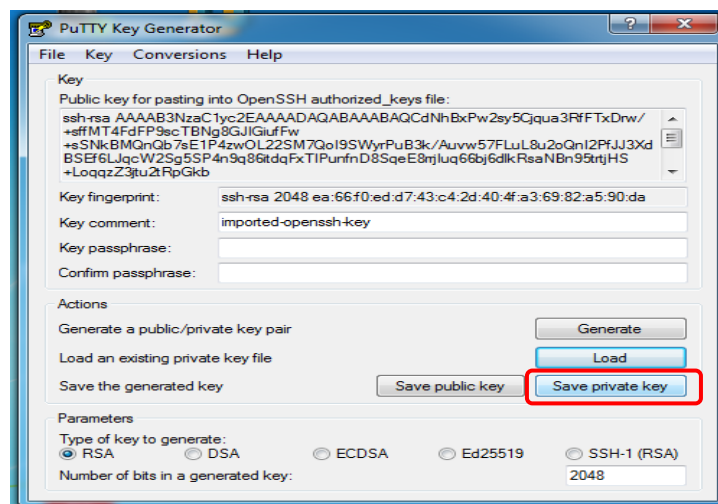 PuTTY Key Generator
File Key Conversions Help
Key
Public key for pasting into OpenSSH authorized_keys file:
ssh-rsa AAAAB3NzaC1yc2EAAAADAQABAAABAQCdNhBxPw2sy5Cjqua3RfFTxDrw/
+sffMT4FdFP9scTBNg8GJIGiufFw
+sSNkBMQnQb7sE1P4zwOL22SM7QoI9SWyrPuB3k/Auvw57FLuL8u2oQnI2PfJJ3Xd
BSEf6LJqcW2Sg5SP4n9q86itdqFxTIPunfnD8SqeE8rrjluq66bj6dlkRsaNBn95trtjHS
+LoqqzZ3jtu2tRpGkb
Key fingerprint: ssh-rsa 2048 ea:66:f0:ed:d7:43:c4:2d:40:4f:a3:69:82:a5:90:da
Key comment: imported-openssh-key
Key passphrase:
Confirm passphrase:
Actions
Generate a public/private key pair Generate
Load an existing private key file Load
Save the generated key Save public key Save private key
Parameters
Type of key to generate:
RSA DSA ECDSA Ed25519 SSH-1 (RSA)
Number of bits in a generated key: 2048